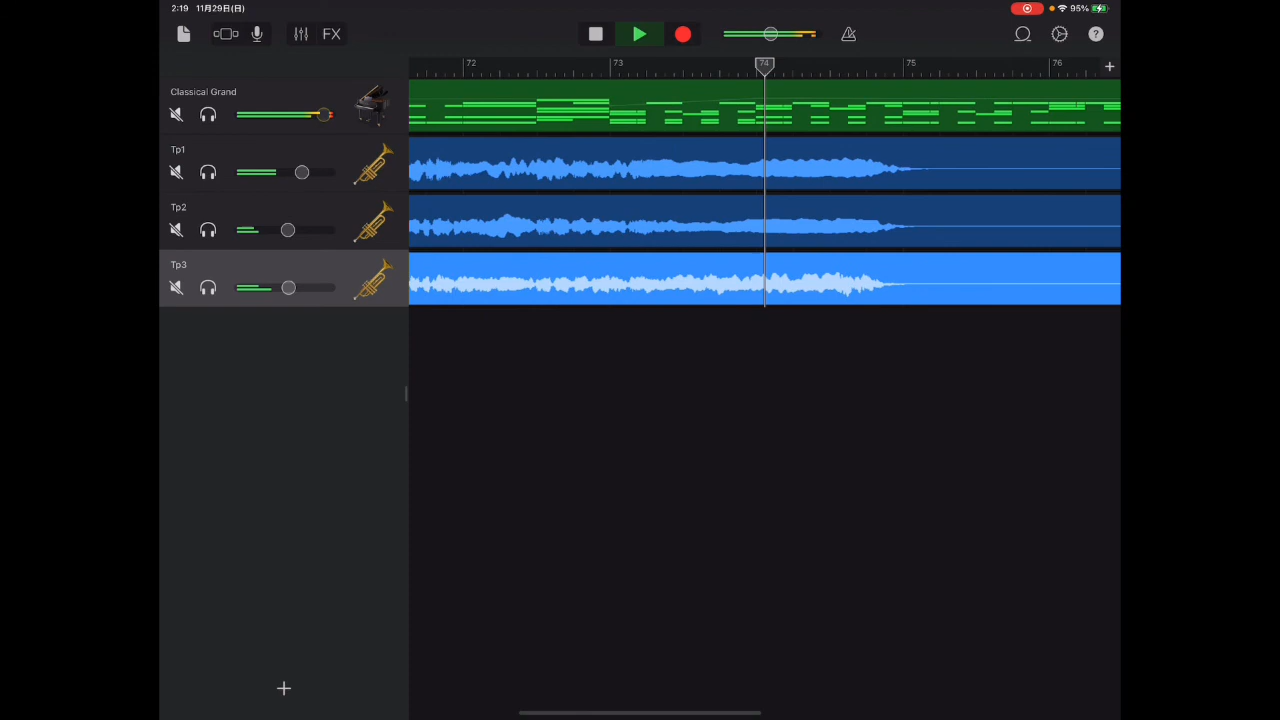 2:19 11月29日(日) 95%
FX
72 73 74 75 76
Classical Grand
Tp1
Tp2
Tp3